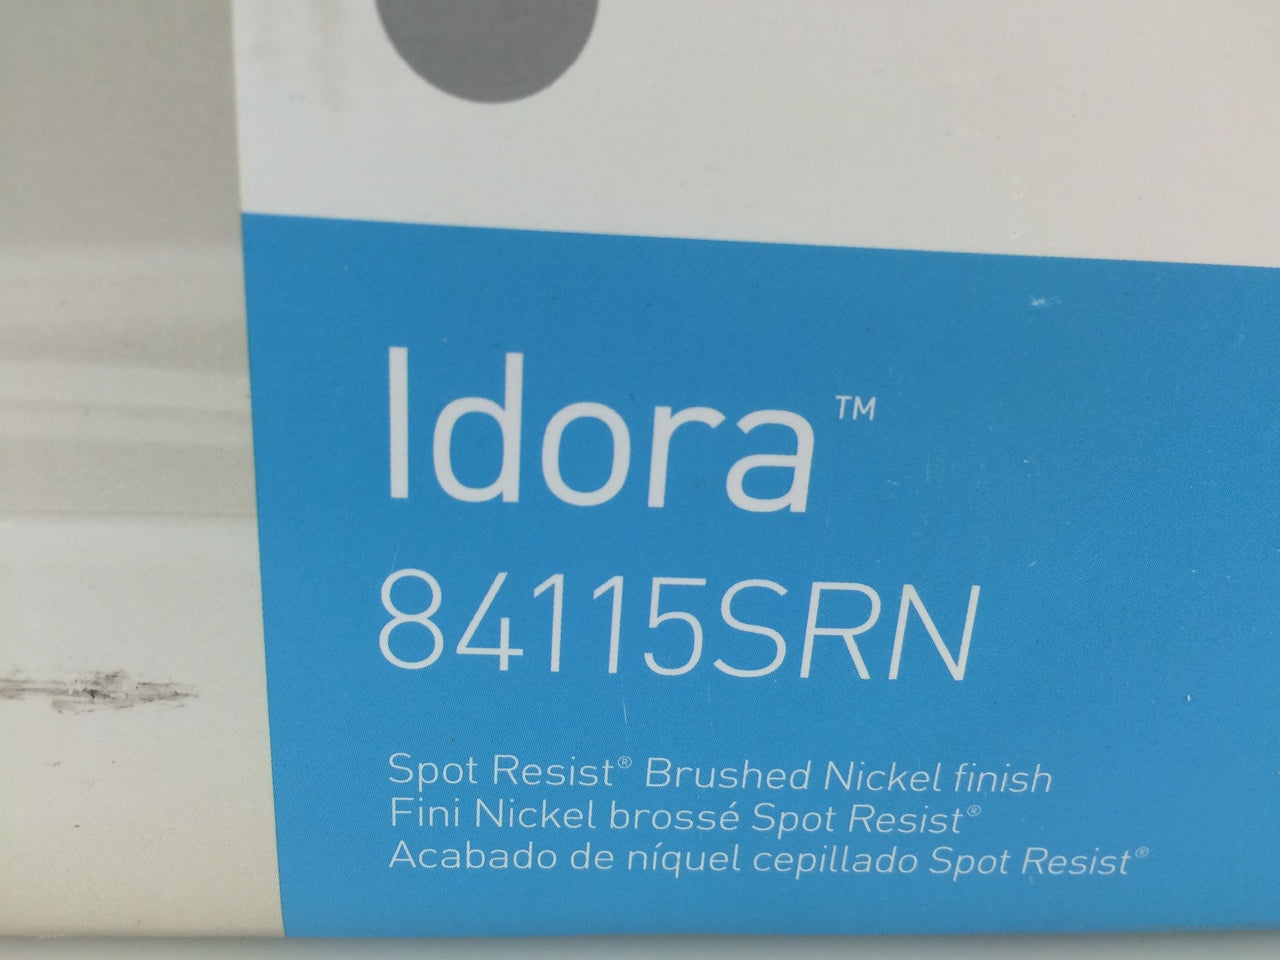 Idora™
84115SRN
Spot Resist® Brushed Nickel finish
Fini Nickel brossé Spot Resist®
Acabado de níquel cepillado Spot Resist®